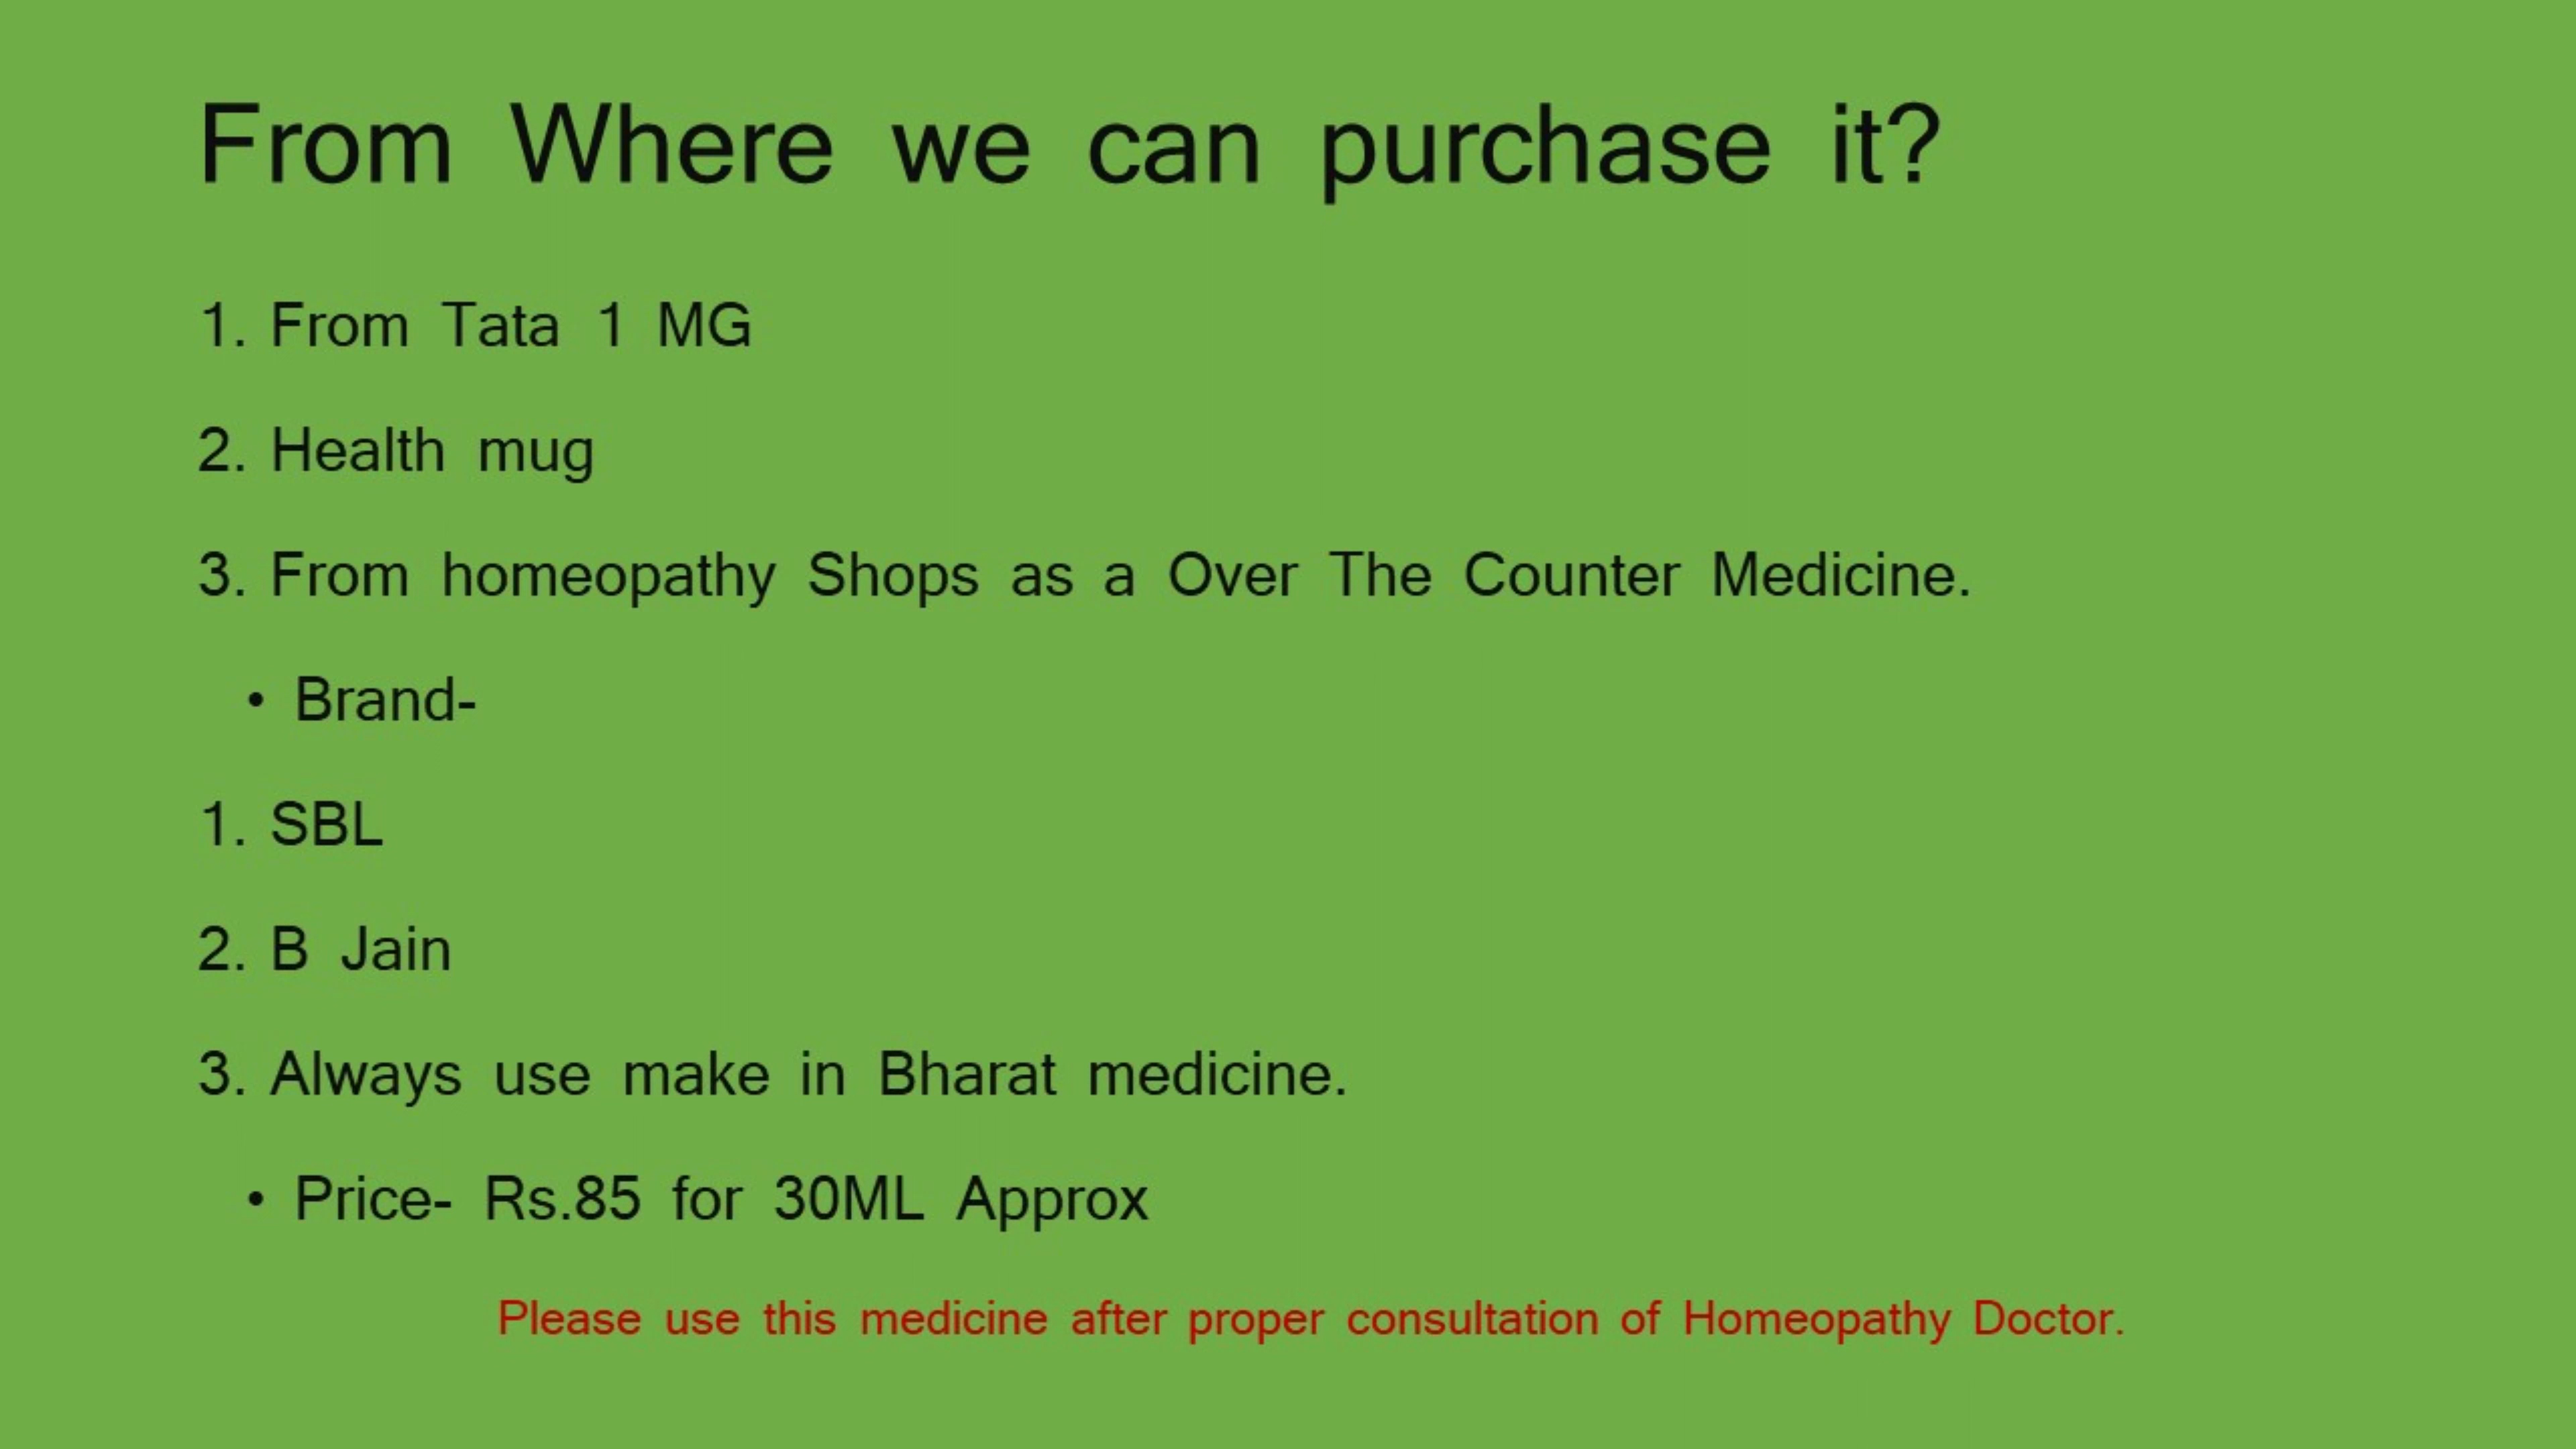 From Where we can purchase it?
1. From Tata 1 MG
2. Health mug
3. From homeopathy Shops as a Over The Counter Medicine.
• Brand-
1. SBL
2. B Jain
3. Always use make in Bharat medicine.
• Price- Rs.85 for 30ML Approx
Please use this medicine after proper consultation of Homeopathy Doctor.